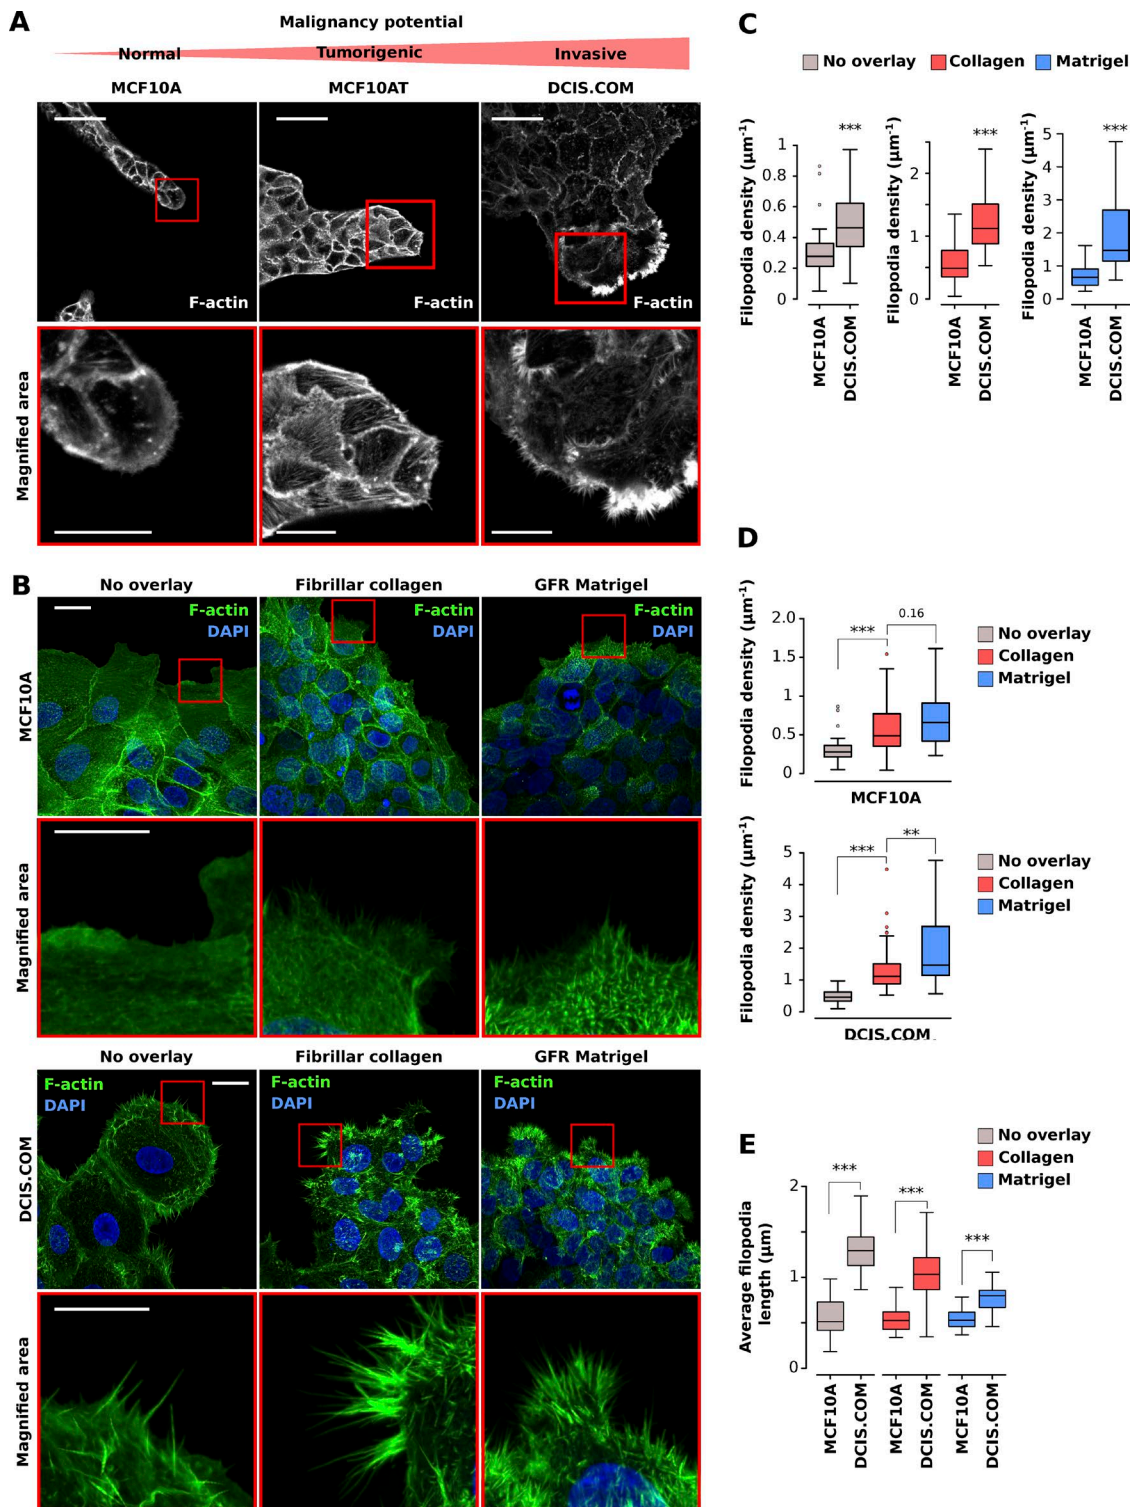 A
Malignancy potential
Normal Tumorigenic Invasive
MCF10A MCF10AT DCIS.COM
F-actin F-actin F-actin
Magnified area
B
No overlay Fibrillar collagen GFR Matrigel
MCF10A
F-actin F-actin F-actin
DAPI DAPI DAPI
Magnified area
No overlay Fibrillar collagen GFR Matrigel
DCIS.COM
F-actin F-actin F-actin
DAPI DAPI DAPI
Magnified area
C
No overlay Collagen Matrigel
Filopodia density (µm⁻¹)
1
0.8
0.6
0.4
0.2
0
***
MCF10A
DCIS.COM
Filopodia density (µm⁻¹)
1.5
1
0.5
0
***
MCF10A
DCIS.COM
Filopodia density (µm⁻¹)
5
4
3
2
1
0
***
MCF10A
DCIS.COM
D
Filopodia density (µm⁻¹)
2.0
1.5
1
0.5
0
*** 0.16
No overlay
Collagen
Matrigel
MCF10A
Filopodia density (µm⁻¹)
5
4
3
2
1
0
*** **
No overlay
Collagen
Matrigel
DCIS.COM
E
No overlay
Collagen
Matrigel
Average filopodia
length (µm)
2
1
0
*** *** ***
MCF10A
DCIS.COM
MCF10A
DCIS.COM
MCF10A
DCIS.COM